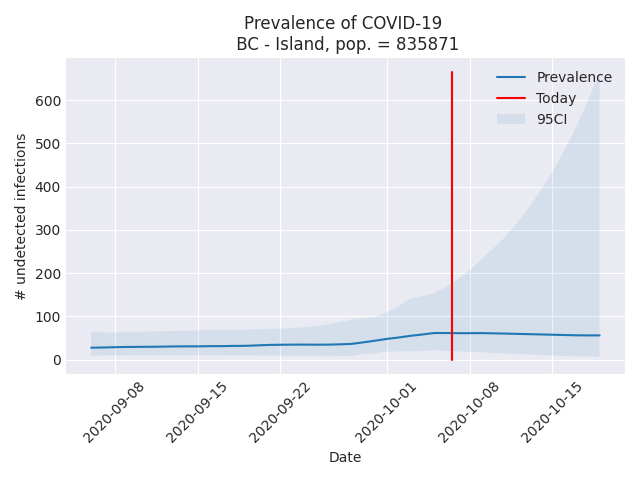 Prevalence of COVID-19
BC - Island, pop. = 835871
Prevalence
Today
95CI
# undetected infections
600
500
400
300
200
100
0
2020-09-08
2020-09-15
2020-09-22
2020-10-01
2020-10-08
2020-10-15
Date